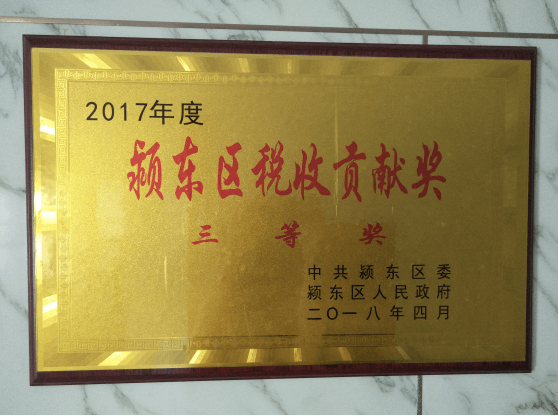 2017年度
颍东区税收贡献奖
三等奖
中共颍东区委
颍东区人民政府
二〇一八年四月